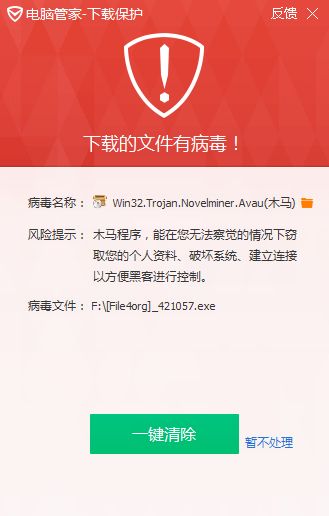 电脑管家-下载保护 反馈
下载的文件有病毒！
病毒名称： Win32.Trojan.Novelminer.Avau(木马)
风险提示： 木马程序，能在您无法察觉的情况下窃
取您的个人资料、破坏系统、建立连接
以方便黑客进行控制。
病毒文件： F:\[File4org]_421057.exe
一键清除
暂不处理